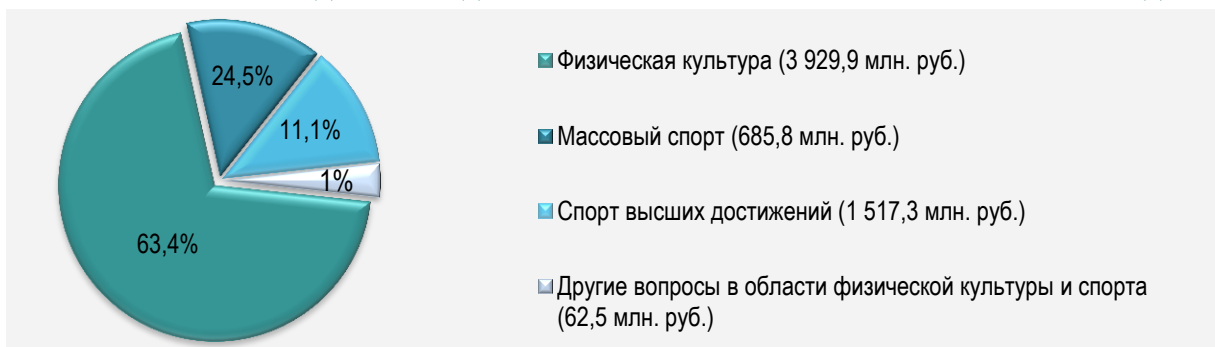 24,5%
11,1%
1%
63,4%
Физическая культура (3 929,9 млн. руб.)
Массовый спорт (685,8 млн. руб.)
Спорт высших достижений (1 517,3 млн. руб.)
Другие вопросы в области физической культуры и спорта
(62,5 млн. руб.)